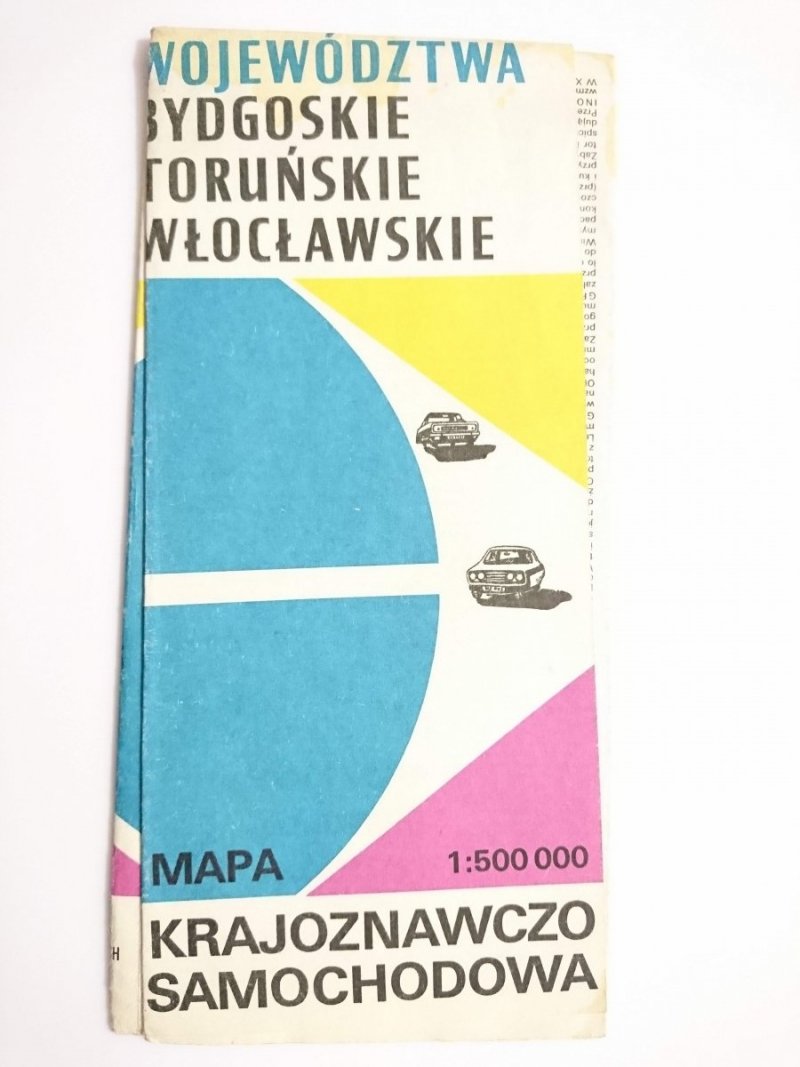 WOJEWÓDZTWA
BYDGOSKIE
TORUŃSKIE
WŁOCŁAWSKIE
MAPA
1:500 000
KRAJOZNAWCZO
SAMOCHODOWA